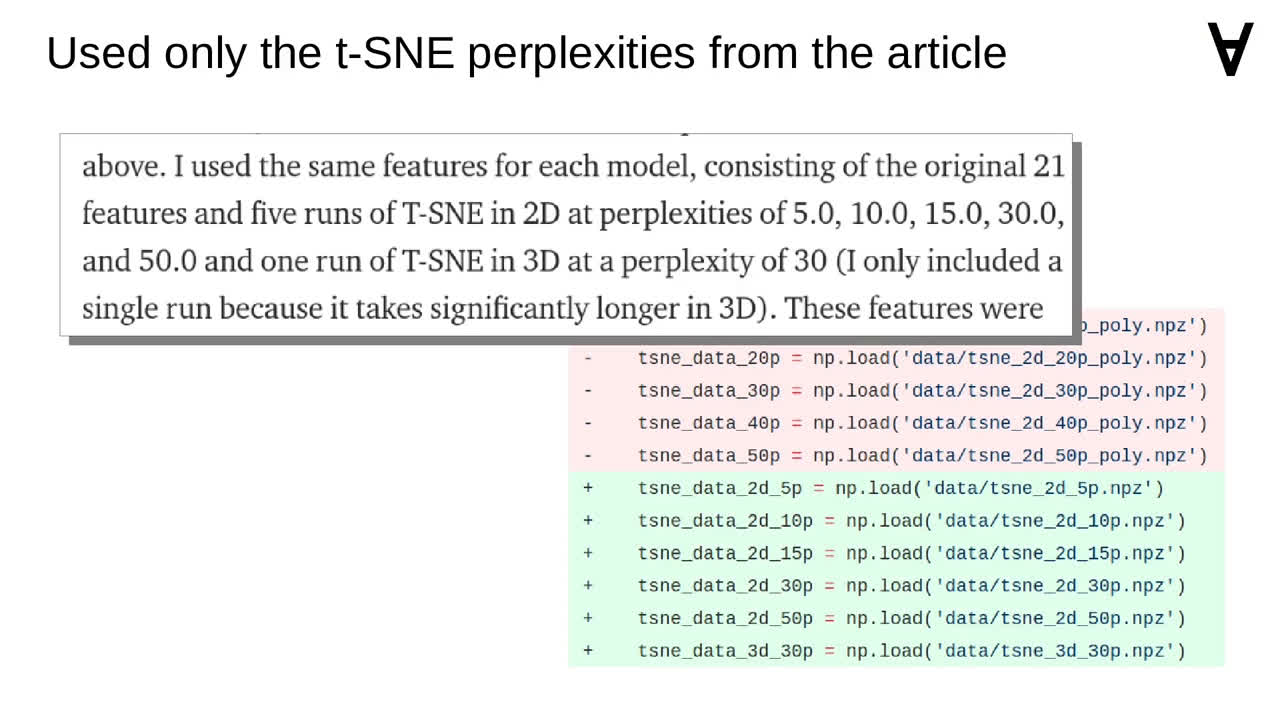 Used only the t-SNE perplexities from the article
∀
above. I used the same features for each model, consisting of the original 21
features and five runs of T-SNE in 2D at perplexities of 5.0, 10.0, 15.0, 30.0,
and 50.0 and one run of T-SNE in 3D at a perplexity of 30 (I only included a
single run because it takes significantly longer in 3D). These features were
p_poly.npz')
- tsne_data_20p = np.load('data/tsne_2d_20p_poly.npz')
- tsne_data_30p = np.load('data/tsne_2d_30p_poly.npz')
- tsne_data_40p = np.load('data/tsne_2d_40p_poly.npz')
- tsne_data_50p = np.load('data/tsne_2d_50p_poly.npz')
+ tsne_data_2d_5p = np.load('data/tsne_2d_5p.npz')
+ tsne_data_2d_10p = np.load('data/tsne_2d_10p.npz')
+ tsne_data_2d_15p = np.load('data/tsne_2d_15p.npz')
+ tsne_data_2d_30p = np.load('data/tsne_2d_30p.npz')
+ tsne_data_2d_50p = np.load('data/tsne_2d_50p.npz')
+ tsne_data_3d_30p = np.load('data/tsne_3d_30p.npz')